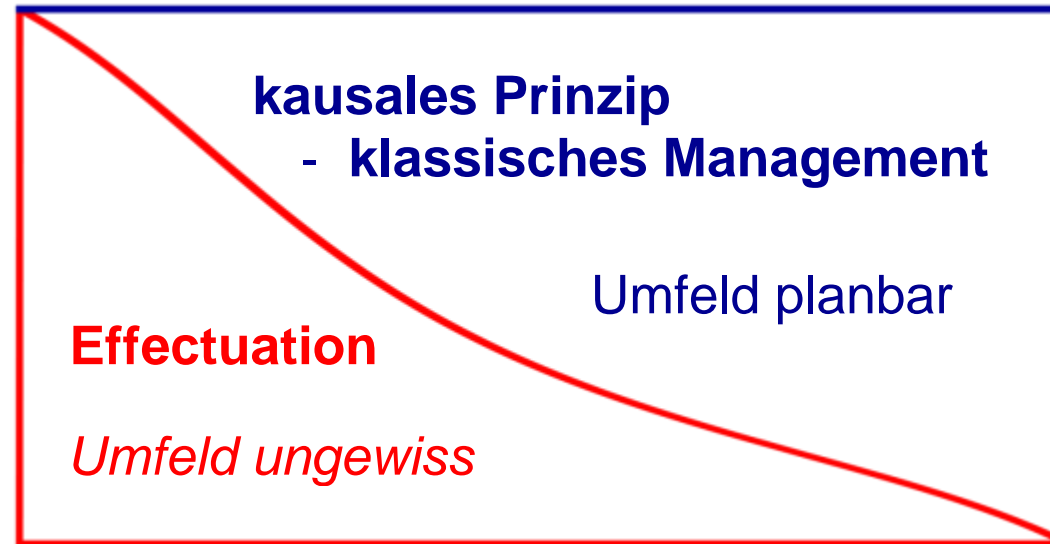 kausales Prinzip
- klassisches Management
Umfeld planbar
Effectuation
Umfeld ungewiss